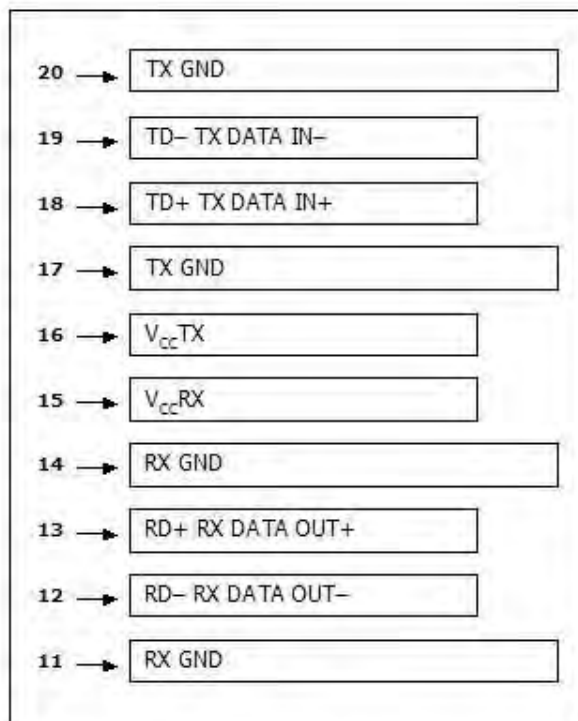 20 TX GND
19 TD– TX DATA IN–
18 TD+ TX DATA IN+
17 TX GND
16 VCCTX
15 VCCRX
14 RX GND
13 RD+ RX DATA OUT+
12 RD– RX DATA OUT–
11 RX GND